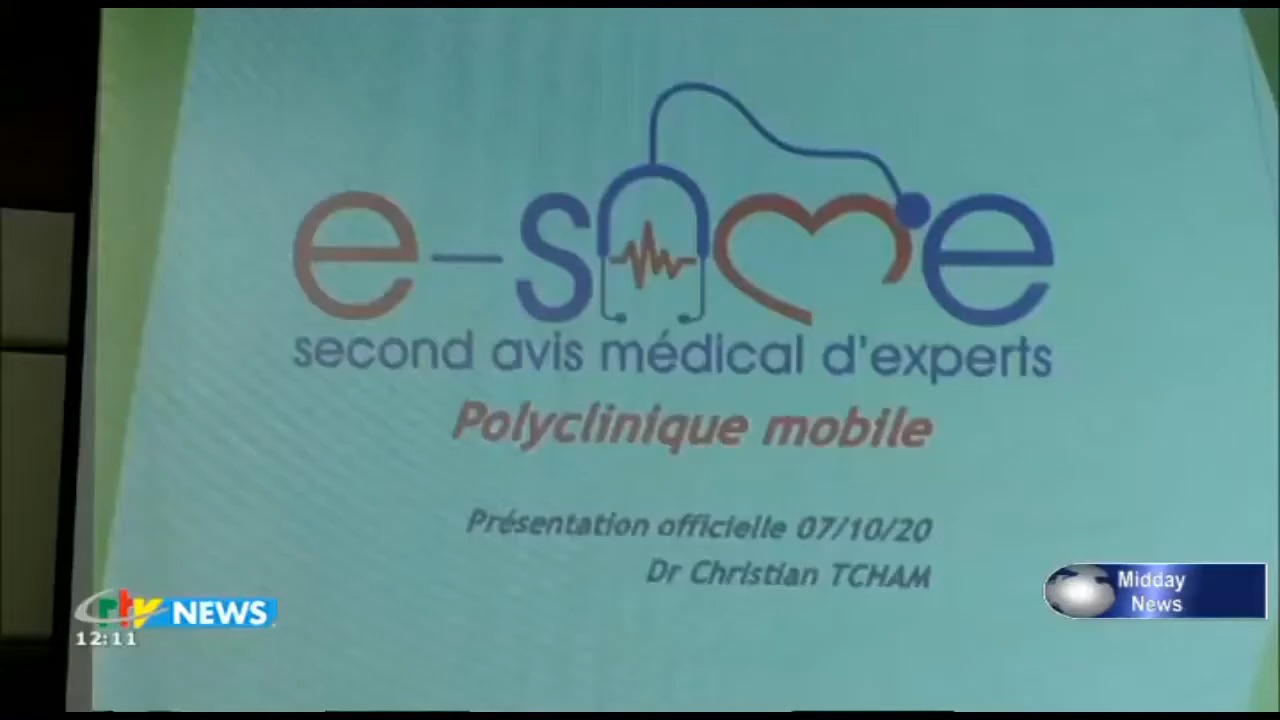 e-same
second avis médical d'experts
Polyclinique mobile
Présentation officielle 07/10/20
Dr Christian TCHAM
crtv NEWS
12:11
Midday
News